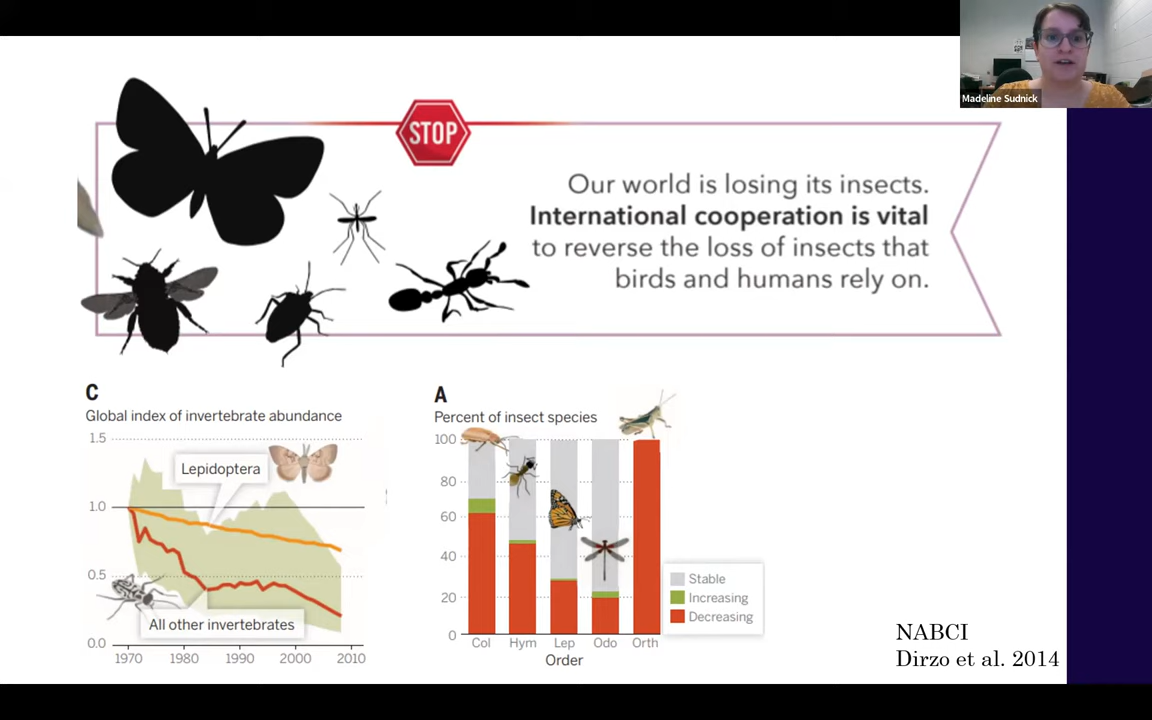 Madeline Sudnick
STOP
Our world is losing its insects.
International cooperation is vital
to reverse the loss of insects that
birds and humans rely on.
C
Global index of invertebrate abundance
1.5
1.0
0.5
0.0
Lepidoptera
All other invertebrates
1970 1980 1990 2000 2010
A
Percent of insect species
100
80
60
40
20
0
Col Hym Lep Odo Orth
Order
Stable
Increasing
Decreasing
NABCI
Dirzo et al. 2014